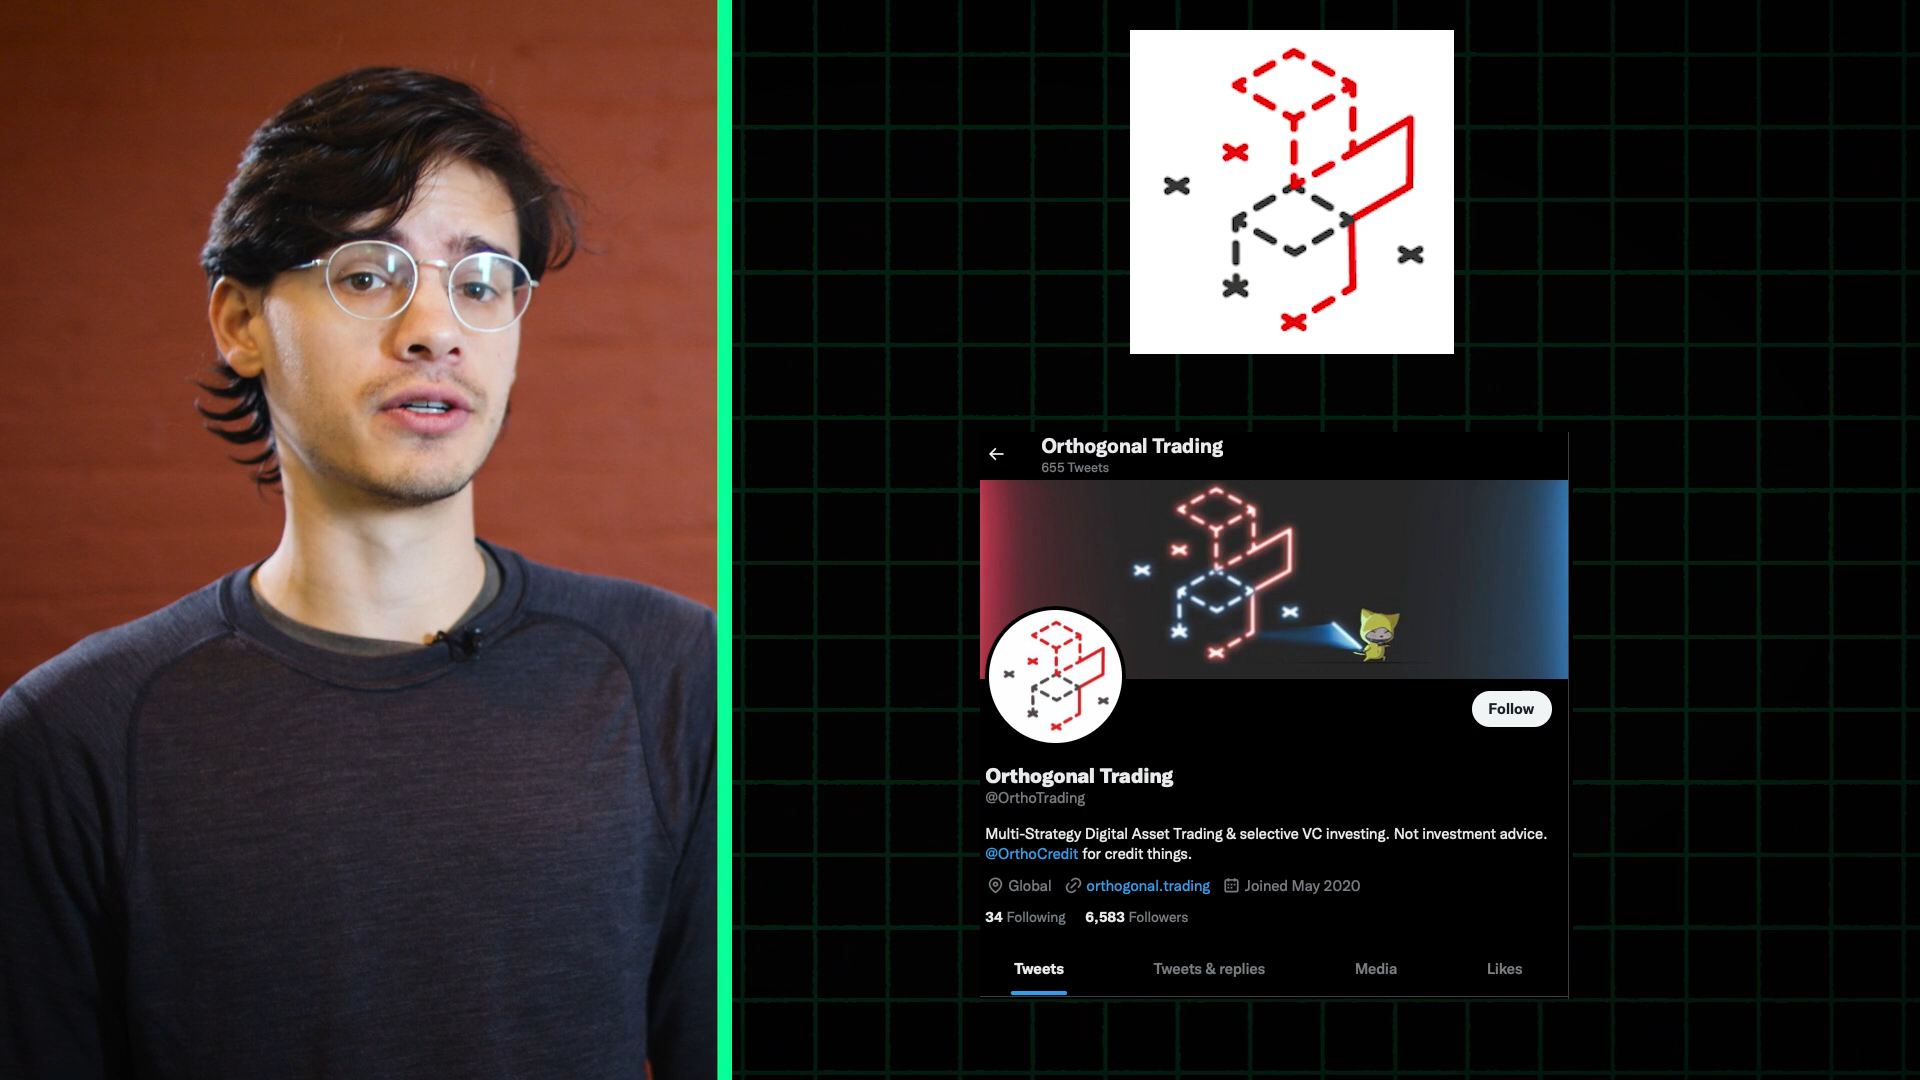 Orthogonal Trading
655 Tweets
Follow
Orthogonal Trading
@OrthoTrading
Multi-Strategy Digital Asset Trading & selective VC investing. Not investment advice.
@OrthoCredit for credit things.
Global orthogonal.trading Joined May 2020
34 Following 6,583 Followers
Tweets Tweets & replies Media Likes